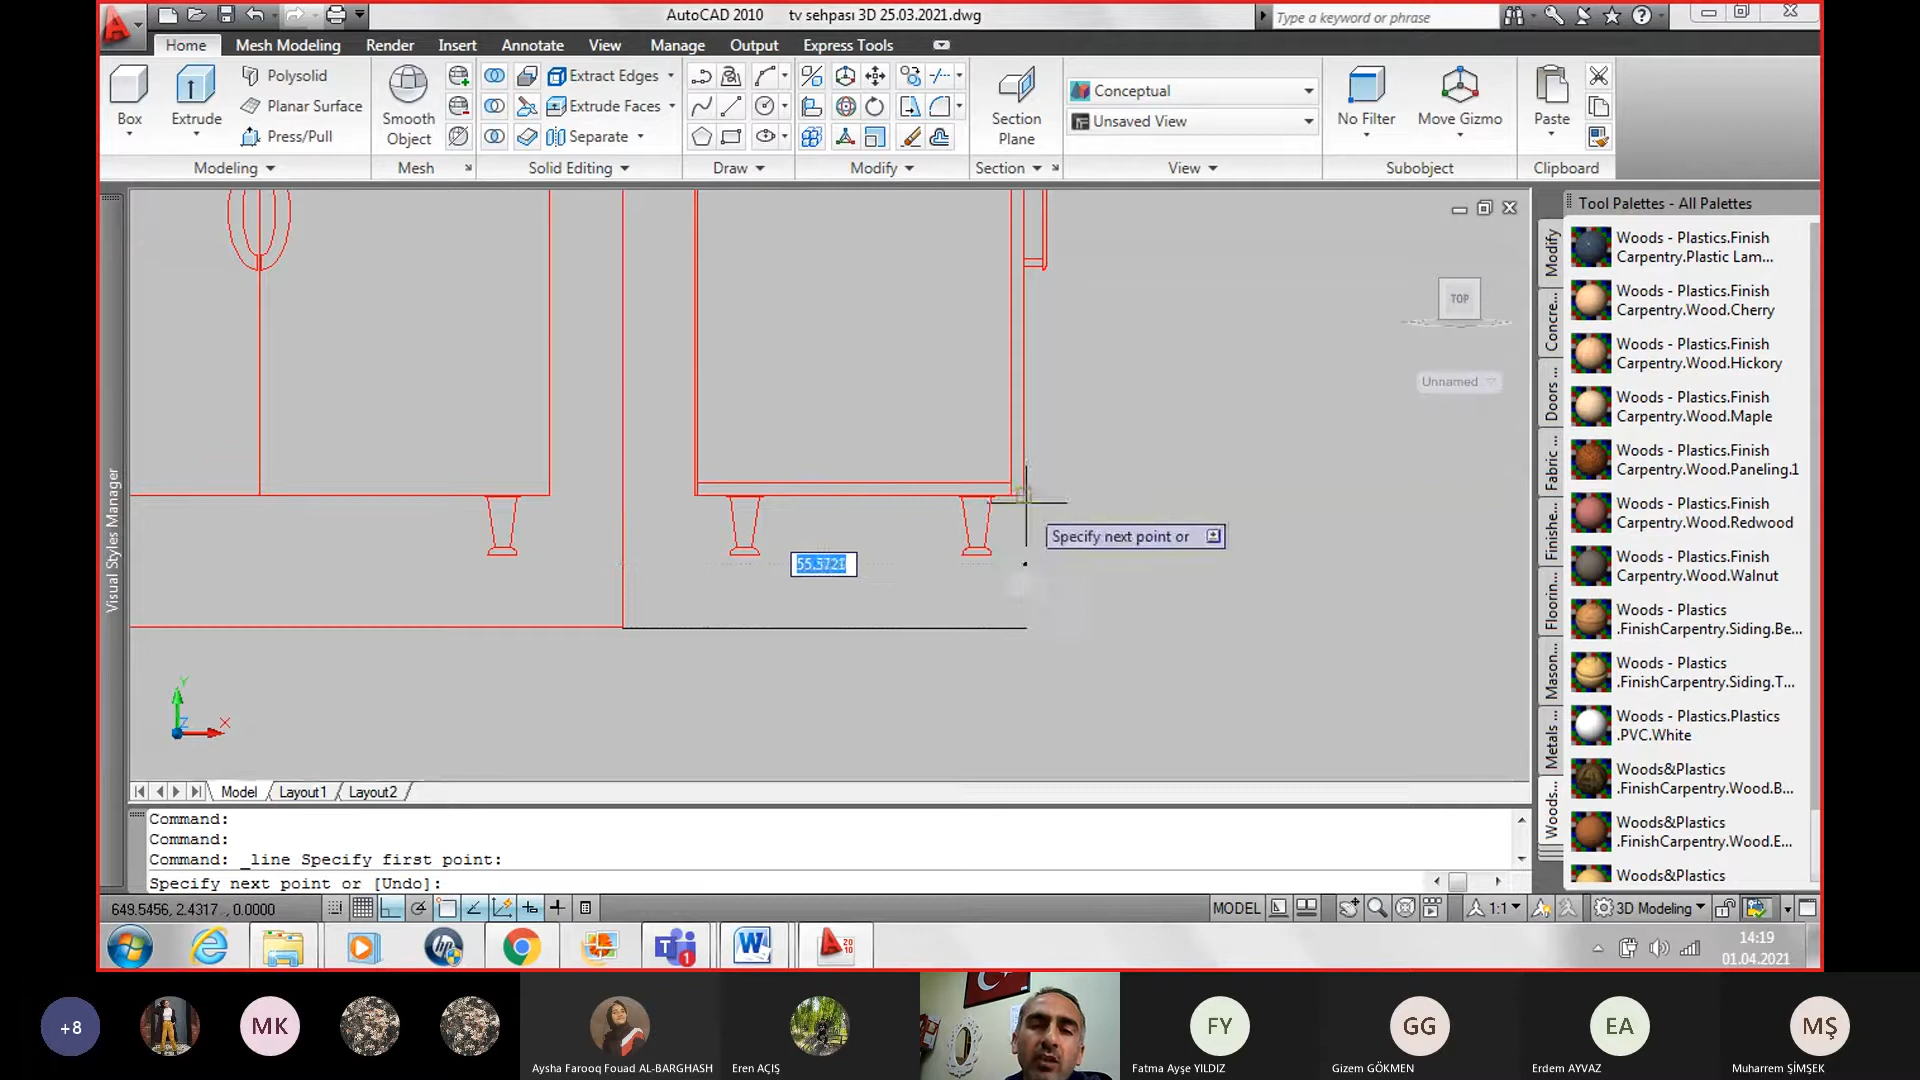 AutoCAD 2010 tv sehpası 3D 25.03.2021.dwg
Type a keyword or phrase
Home Mesh Modeling Render Insert Annotate View Manage Output Express Tools
Box
Extrude
Polysolid
Planar Surface
Press/Pull
Smooth
Object
Extract Edges
Extrude Faces
Separate
Section
Plane
Conceptual
Unsaved View
No Filter
Move Gizmo
Paste
Modeling
Mesh
Solid Editing
Draw
Modify
Section
View
Subobject
Clipboard
Tool Palettes - All Palettes
TOP
Unnamed
Specify next point or
55.3721
Visual Styles Manager
Y
X
Z
Modify
Concre...
Doors ...
Fabric ...
Finishe...
Floorin...
Mason...
Metals ...
Woods...
Woods - Plastics.Finish
Carpentry.Plastic Lam...
Woods - Plastics.Finish
Carpentry.Wood.Cherry
Woods - Plastics.Finish
Carpentry.Wood.Hickory
Woods - Plastics.Finish
Carpentry.Wood.Maple
Woods - Plastics.Finish
Carpentry.Wood.Paneling.1
Woods - Plastics.Finish
Carpentry.Wood.Redwood
Woods - Plastics.Finish
Carpentry.Wood.Walnut
Woods - Plastics
.FinishCarpentry.Siding.Be...
Woods - Plastics
.FinishCarpentry.Siding.T...
Woods - Plastics.Plastics
.PVC.White
Woods&Plastics
.FinishCarpentry.Wood.B...
Woods&Plastics
.FinishCarpentry.Wood.E...
Woods&Plastics
Model Layout1 Layout2
Command:
Command:
Command: _line Specify first point:
Specify next point or [Undo]:
649.5456, 2.4317 , 0.0000
MODEL
1:1
3D Modeling
14:19
01.04.2021
+8
MK
Aysha Farooq Fouad AL-BARGHASH
Eren AÇIŞ
FY
Fatma Ayşe YILDIZ
GG
Gizem GÖKMEN
EA
Erdem AYVAZ
MŞ
Muharrem ŞİMŞEK